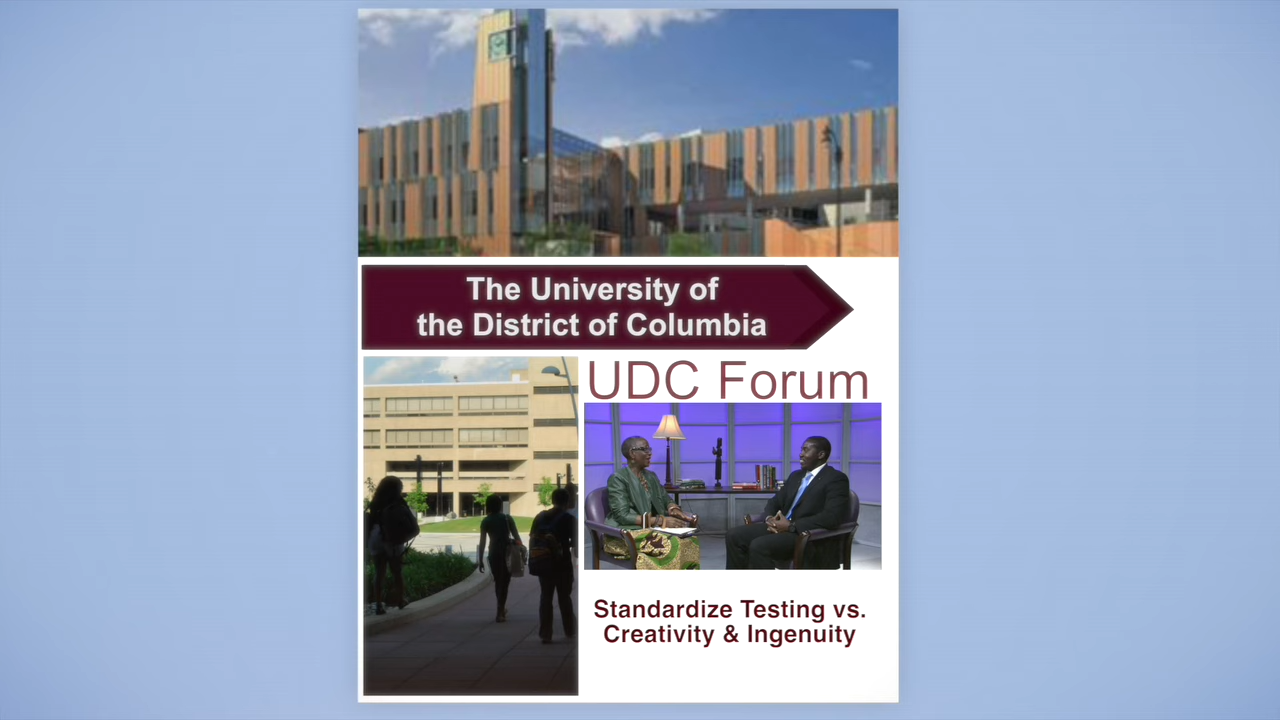 The University of
the District of Columbia
UDC Forum
Standardize Testing vs.
Creativity & Ingenuity